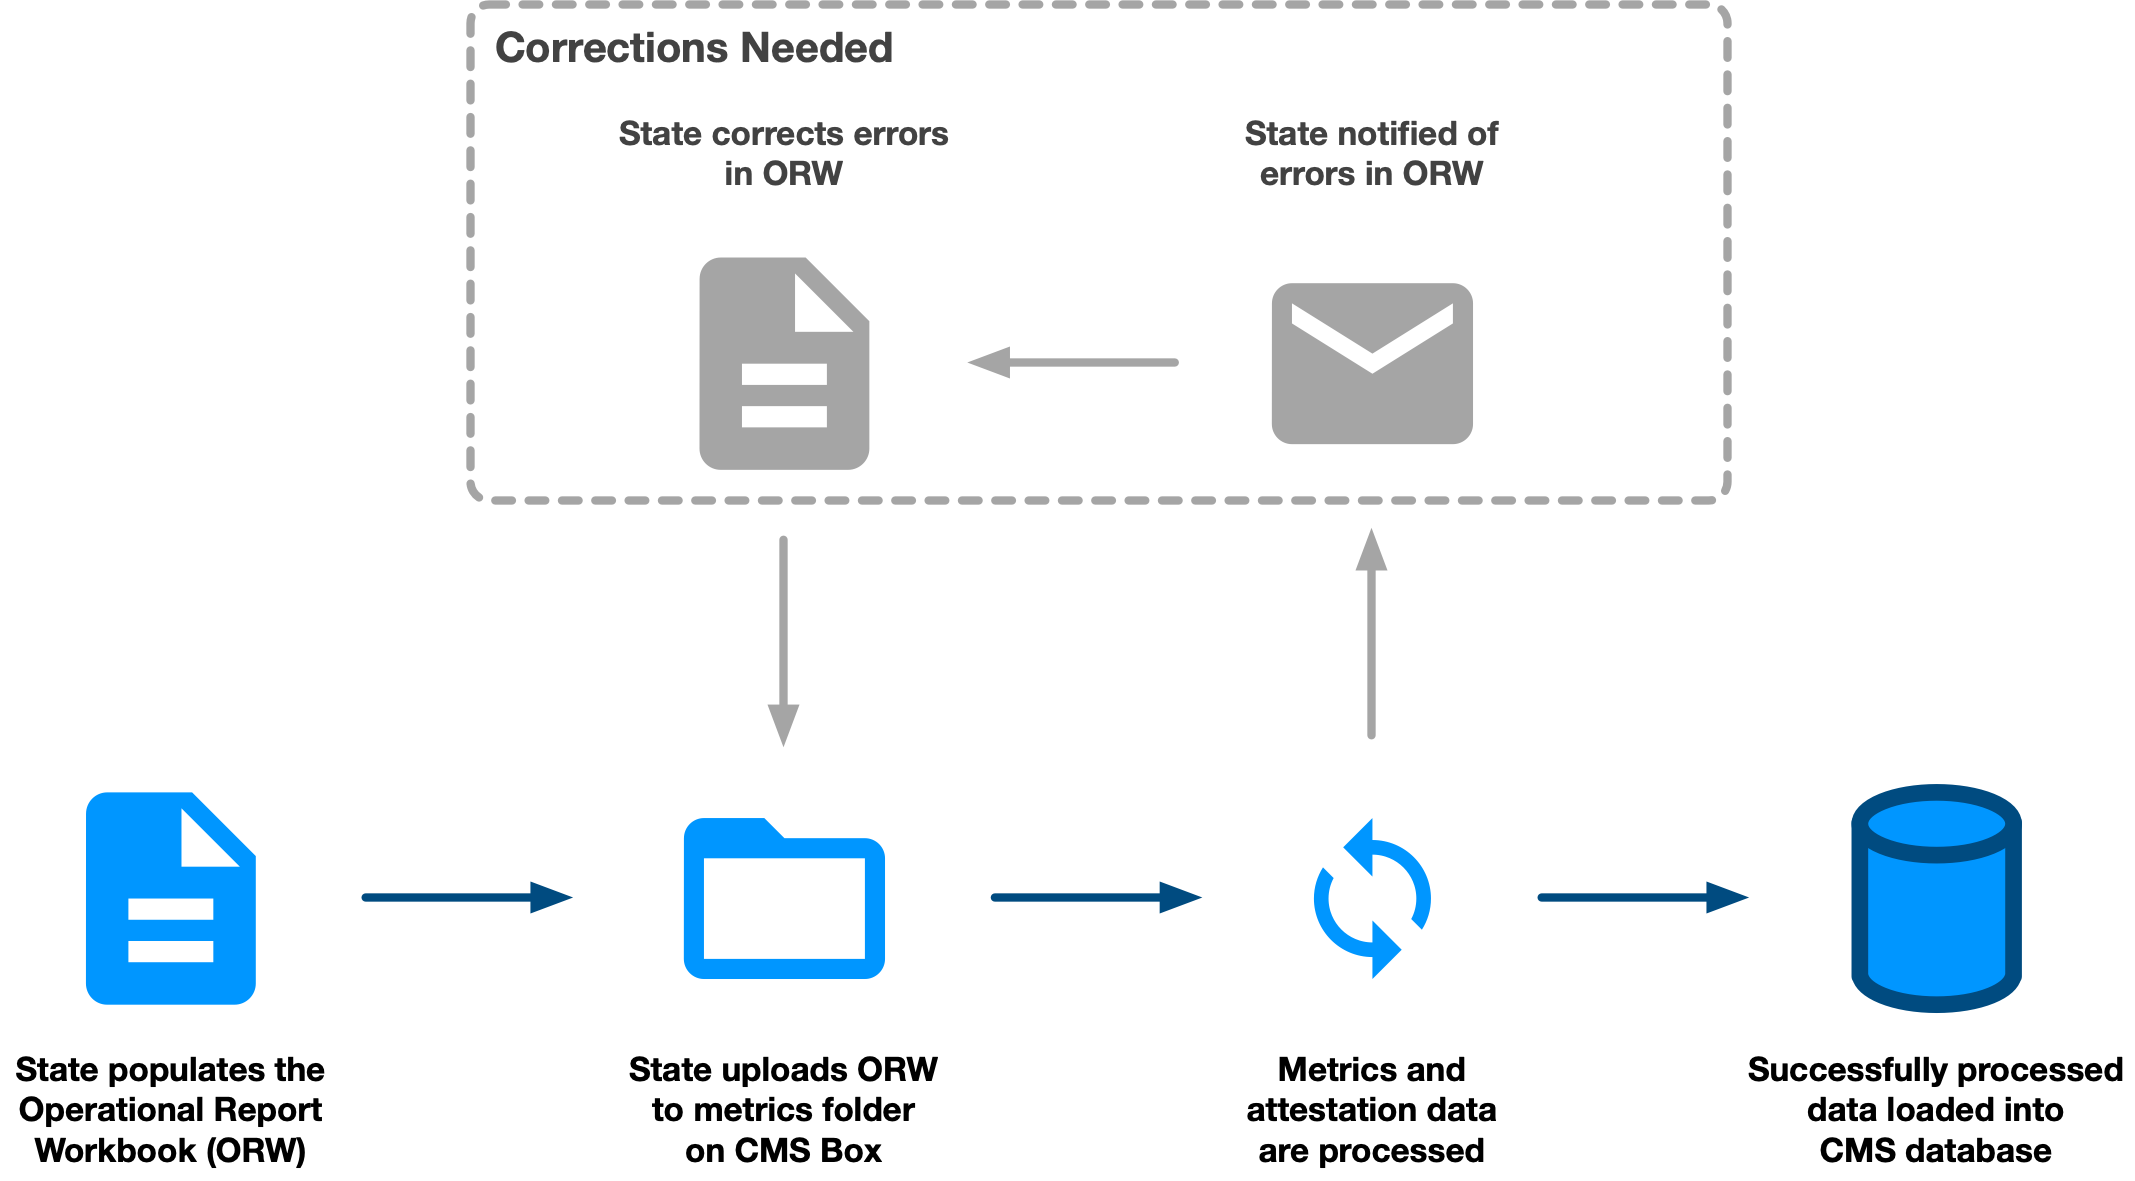 Corrections Needed
State corrects errors
in ORW
State notified of
errors in ORW
State populates the
Operational Report
Workbook (ORW)
State uploads ORW
to metrics folder
on CMS Box
Metrics and
attestation data
are processed
Successfully processed
data loaded into
CMS database